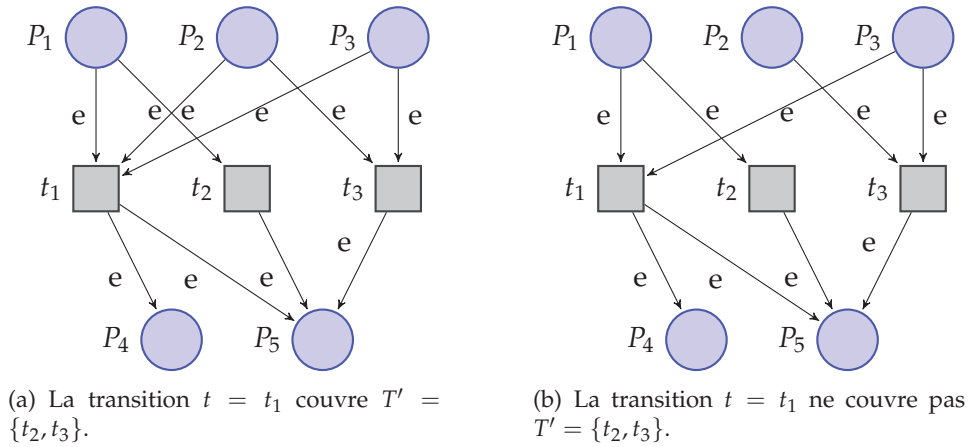 P1 P2 P3 P1 P2 P3
e e e e e e e e e
t1 t2 t3 t1 t2 t3
e e e e e e e e
P4 P5 P4 P5
(a) La transition t = t1 couvre T′ =
{t2, t3}.
(b) La transition t = t1 ne couvre pas
T′ = {t2, t3}.